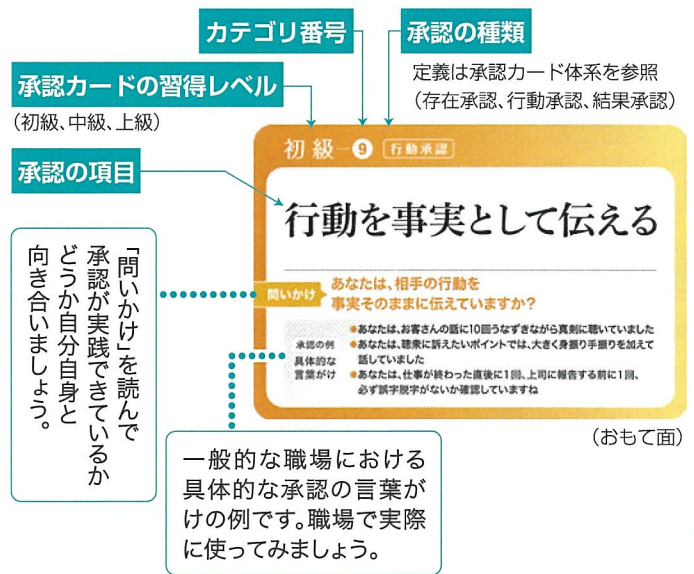 カテゴリ番号
承認の種類
定義は承認カード体系を参照
(存在承認、行動承認、結果承認)
承認カードの習得レベル
(初級、中級、上級)
承認の項目
初級-9 行動承認
行動を事実として伝える
問いかけ
あなたは、相手の行動を
事実そのままに伝えていますか?
承認の例
具体的な
言葉がけ
●あなたは、お客さんの話に10回うなずきながら真剣に聴いていました
●あなたは、聴衆に訴えたいポイントでは、大きく身振り手振りを加えて
話していました
●あなたは、仕事が終わった直後に1回、上司に報告する前に1回、
必ず誤字脱字がないか確認していますね
(おもて面)
「問いかけ」を読んで
承認が実践できているか
どうか自分自身と
向き合いましょう。
一般的な職場における
具体的な承認の言葉が
けの例です。職場で実際
に使ってみましょう。